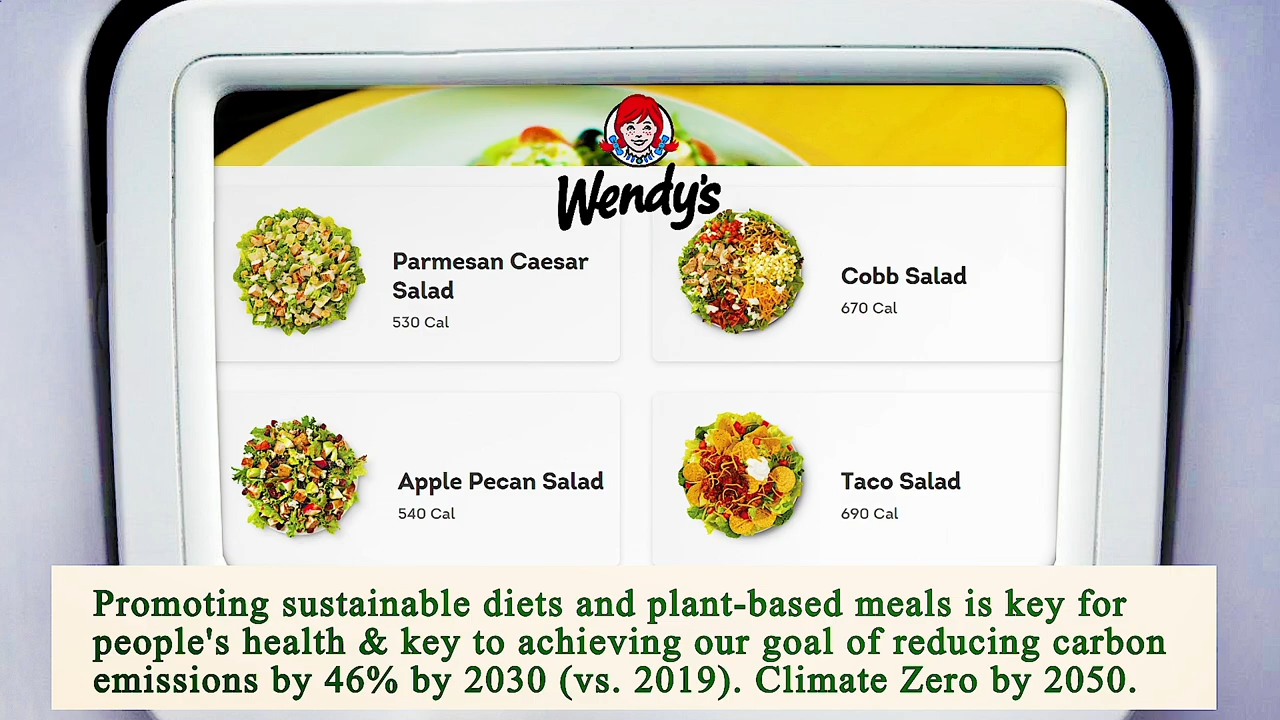 Wendy's
Parmesan Caesar
Salad
530 Cal
Cobb Salad
670 Cal
Apple Pecan Salad
540 Cal
Taco Salad
690 Cal
Promoting sustainable diets and plant-based meals is key for
people's health & key to achieving our goal of reducing carbon
emissions by 46% by 2030 (vs. 2019). Climate Zero by 2050.